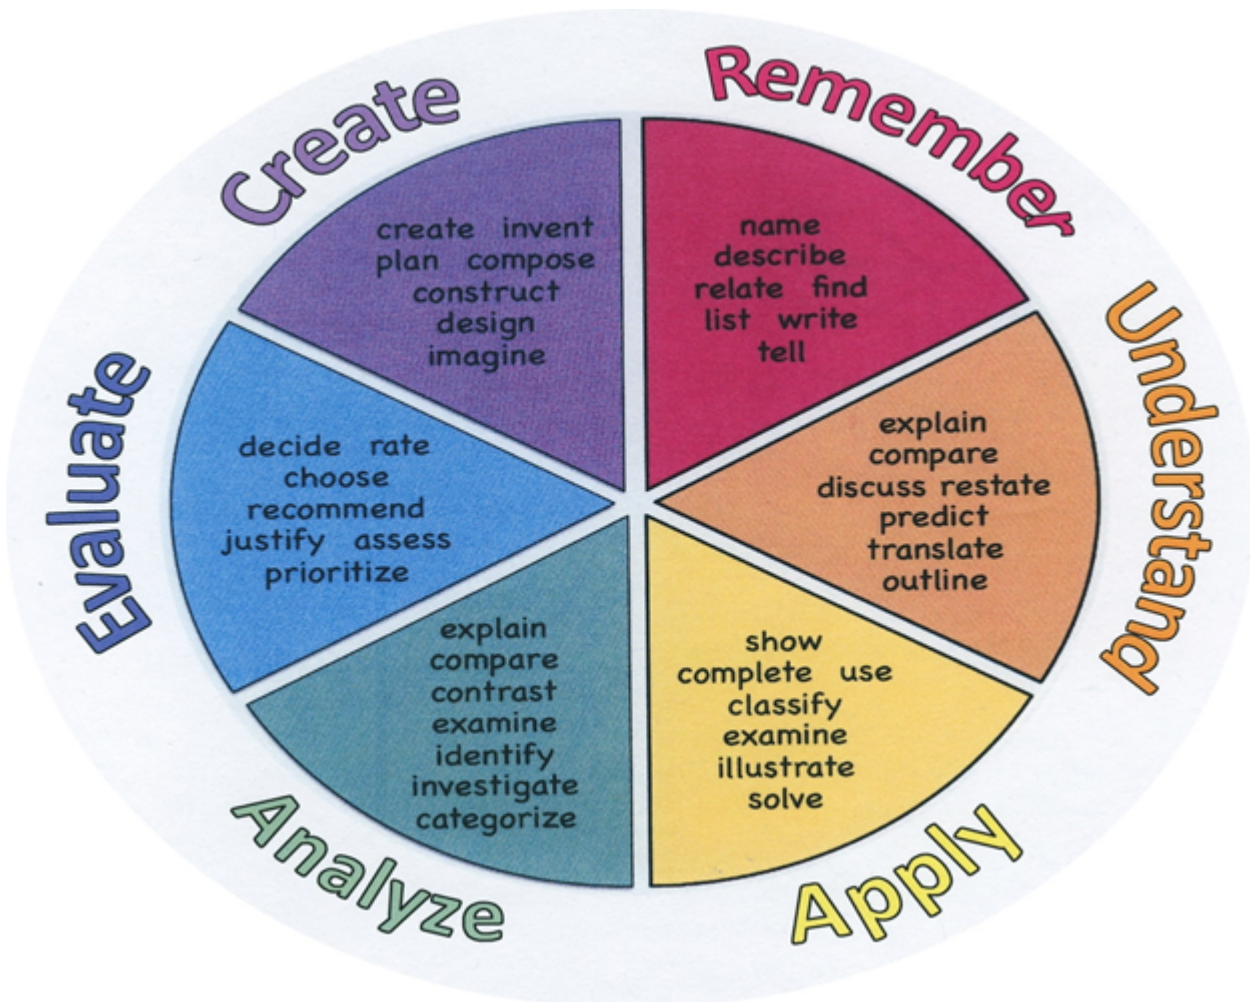 Remember
name
describe
relate find
list write
tell
Understand
explain
compare
discuss restate
predict
translate
outline
Apply
show
complete use
classify
examine
illustrate
solve
Analyze
explain
compare
contrast
examine
identify
investigate
categorize
Evaluate
decide rate
choose
recommend
justify assess
prioritize
Create
create invent
plan compose
construct
design
imagine